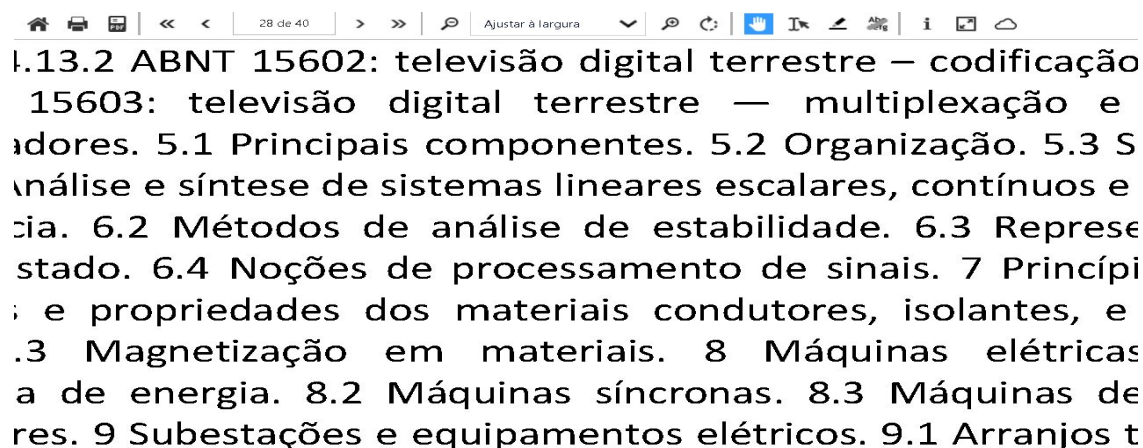 28 de 40 Ajustar à largura
4.13.2 ABNT 15602: televisão digital terrestre – codificação
15603: televisão digital terrestre — multiplexação e
adores. 5.1 Principais componentes. 5.2 Organização. 5.3 S
Análise e síntese de sistemas lineares escalares, contínuos e
cia. 6.2 Métodos de análise de estabilidade. 6.3 Represe
stado. 6.4 Noções de processamento de sinais. 7 Princípi
s e propriedades dos materiais condutores, isolantes, e
.3 Magnetização em materiais. 8 Máquinas elétricas
a de energia. 8.2 Máquinas síncronas. 8.3 Máquinas de
res. 9 Subestações e equipamentos elétricos. 9.1 Arranjos t